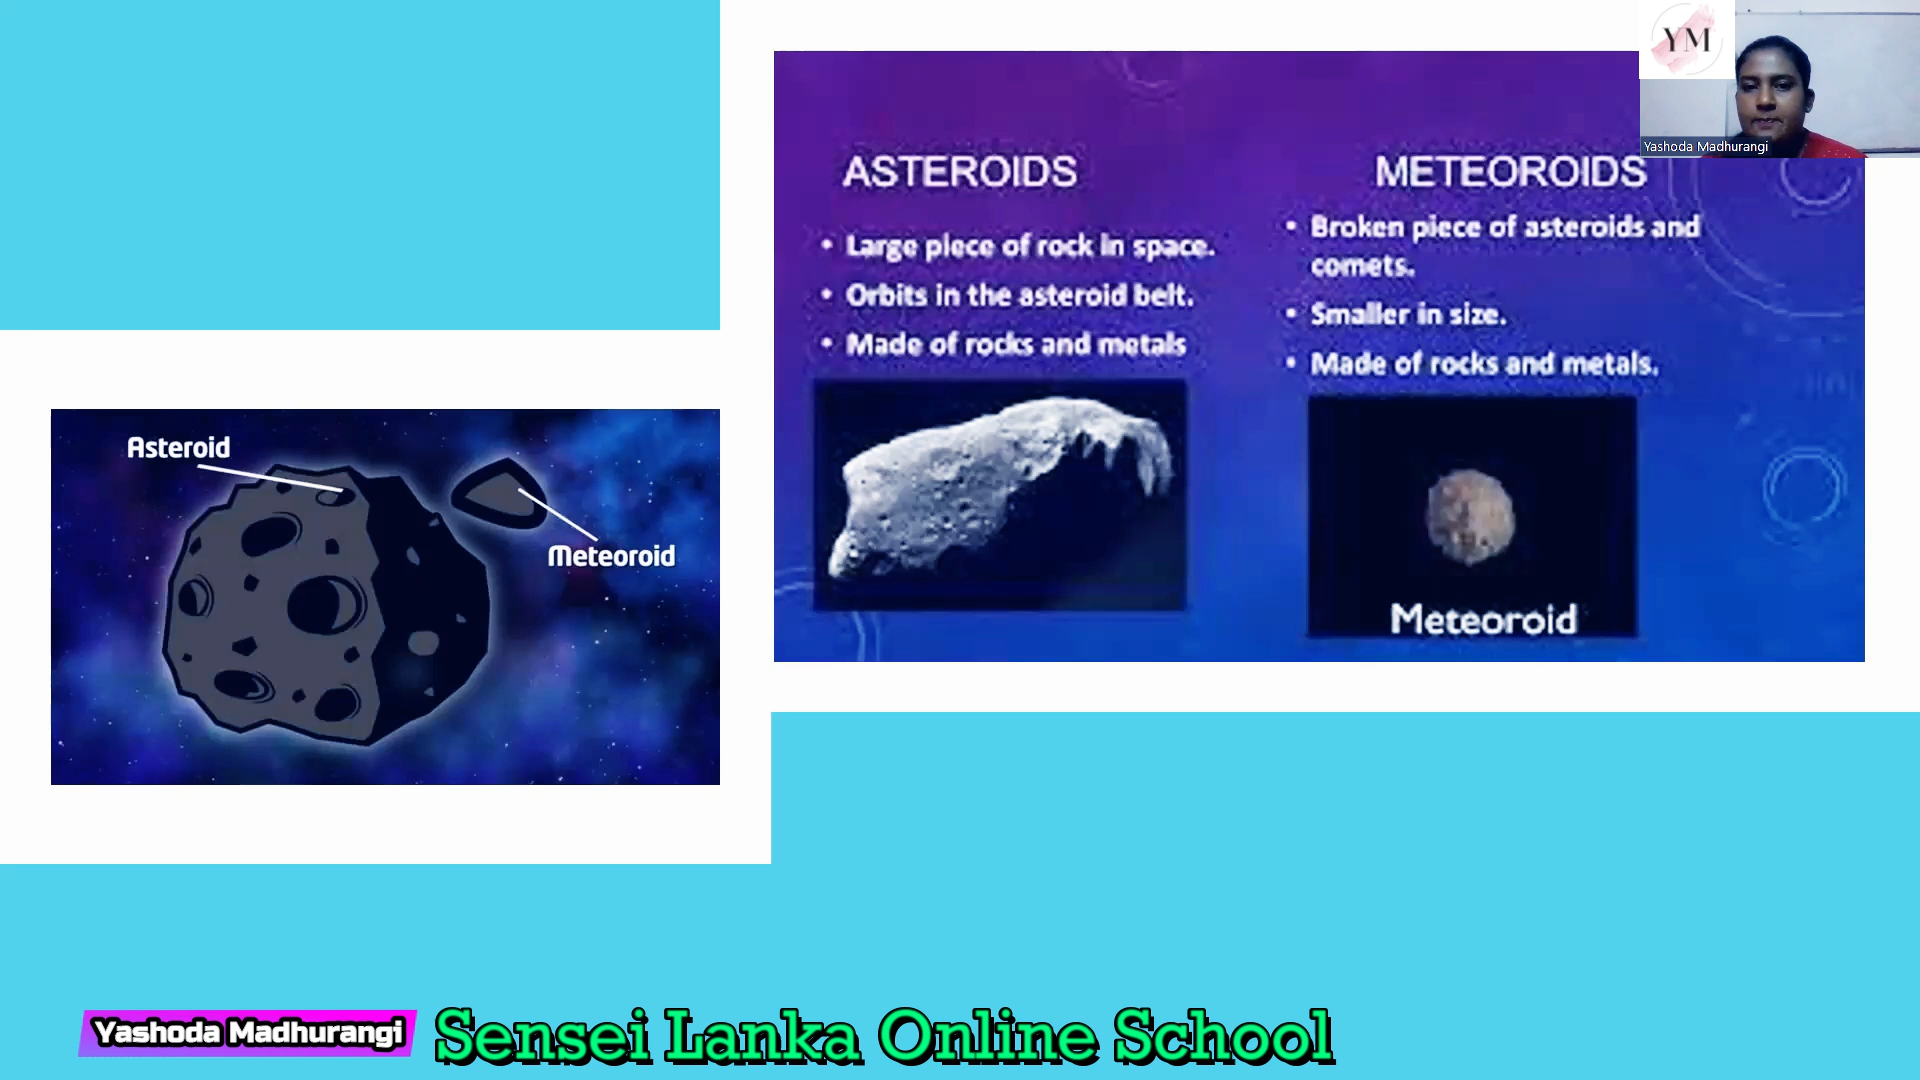 YM
Yashoda Madhurangi
ASTEROIDS
• Large piece of rock in space.
• Orbits in the asteroid belt.
• Made of rocks and metals
METEOROIDS
• Broken piece of asteroids and
comets.
• Smaller in size.
• Made of rocks and metals.
Meteoroid
Asteroid
Meteoroid
Yashoda Madhurangi
Sensei Lanka Online School